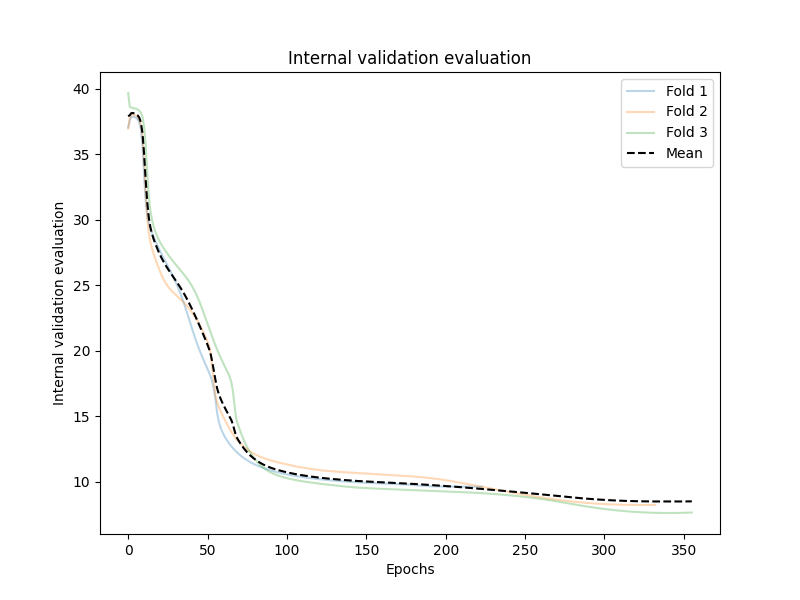 Internal validation evaluation
Fold 1
Fold 2
Fold 3
Mean
Internal validation evaluation
40
35
30
25
20
15
10
0 50 100 150 200 250 300 350
Epochs